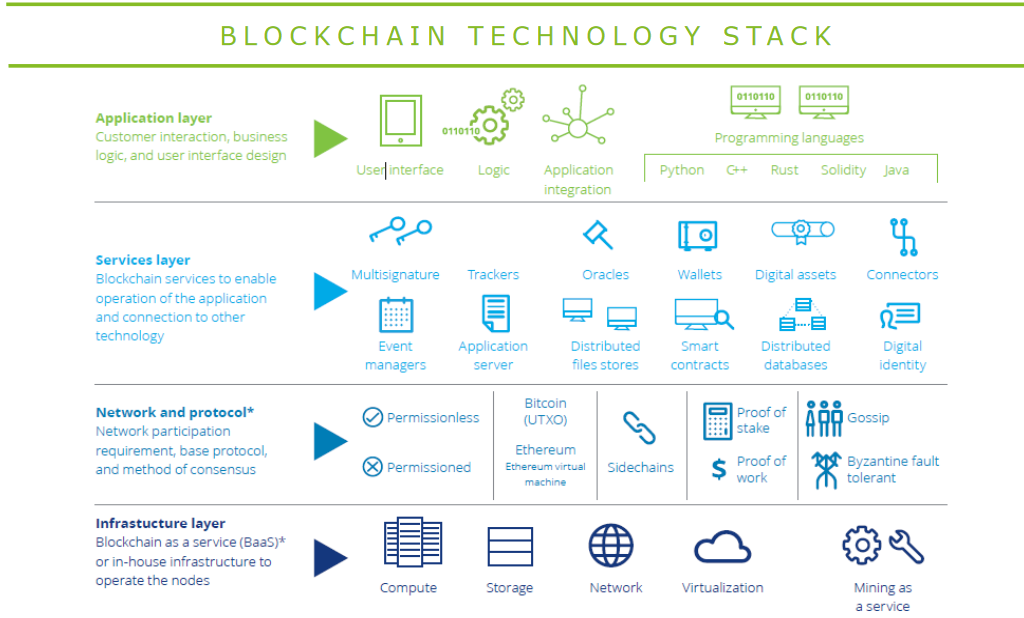 BLOCKCHAIN TECHNOLOGY STACK
Application layer
Customer interaction, business
logic, and user interface design
0110110
0110110
0110110
Programming languages
User interface
Logic
Application
integration
Python
C++
Rust
Solidity
Java
Services layer
Blockchain services to enable
operation of the application
and connection to other
technology
Multisignature
Trackers
Oracles
Wallets
Digital assets
Connectors
Event
managers
Application
server
Distributed
files stores
Smart
contracts
Distributed
databases
Digital
identity
Network and protocol*
Network participation
requirement, base protocol,
and method of consensus
Permissionless
Permissioned
Bitcoin
(UTXO)
Ethereum
Ethereum virtual
machine
Sidechains
Proof of
stake
$
Proof of
work
Gossip
Byzantine fault
tolerant
Infrastucture layer
Blockchain as a service (BaaS)*
or in-house infrastructure to
operate the nodes
Compute
Storage
Network
Virtualization
Mining as
a service